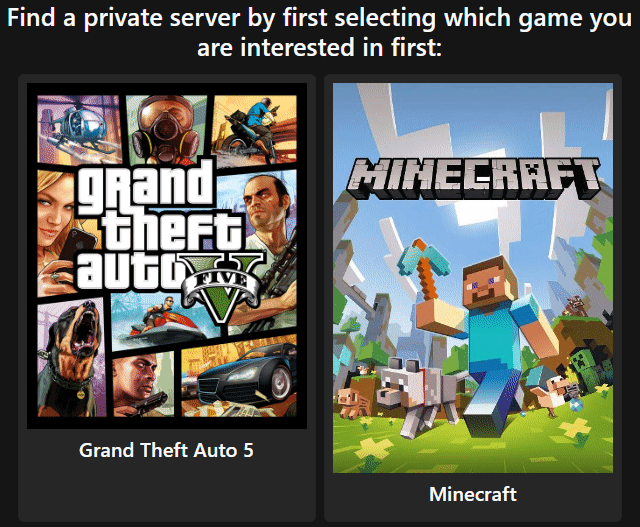 Find a private server by first selecting which game you
are interested in first:
grand
theft
auto
V
FIVE
Grand Theft Auto 5
MINECRAFT
Minecraft